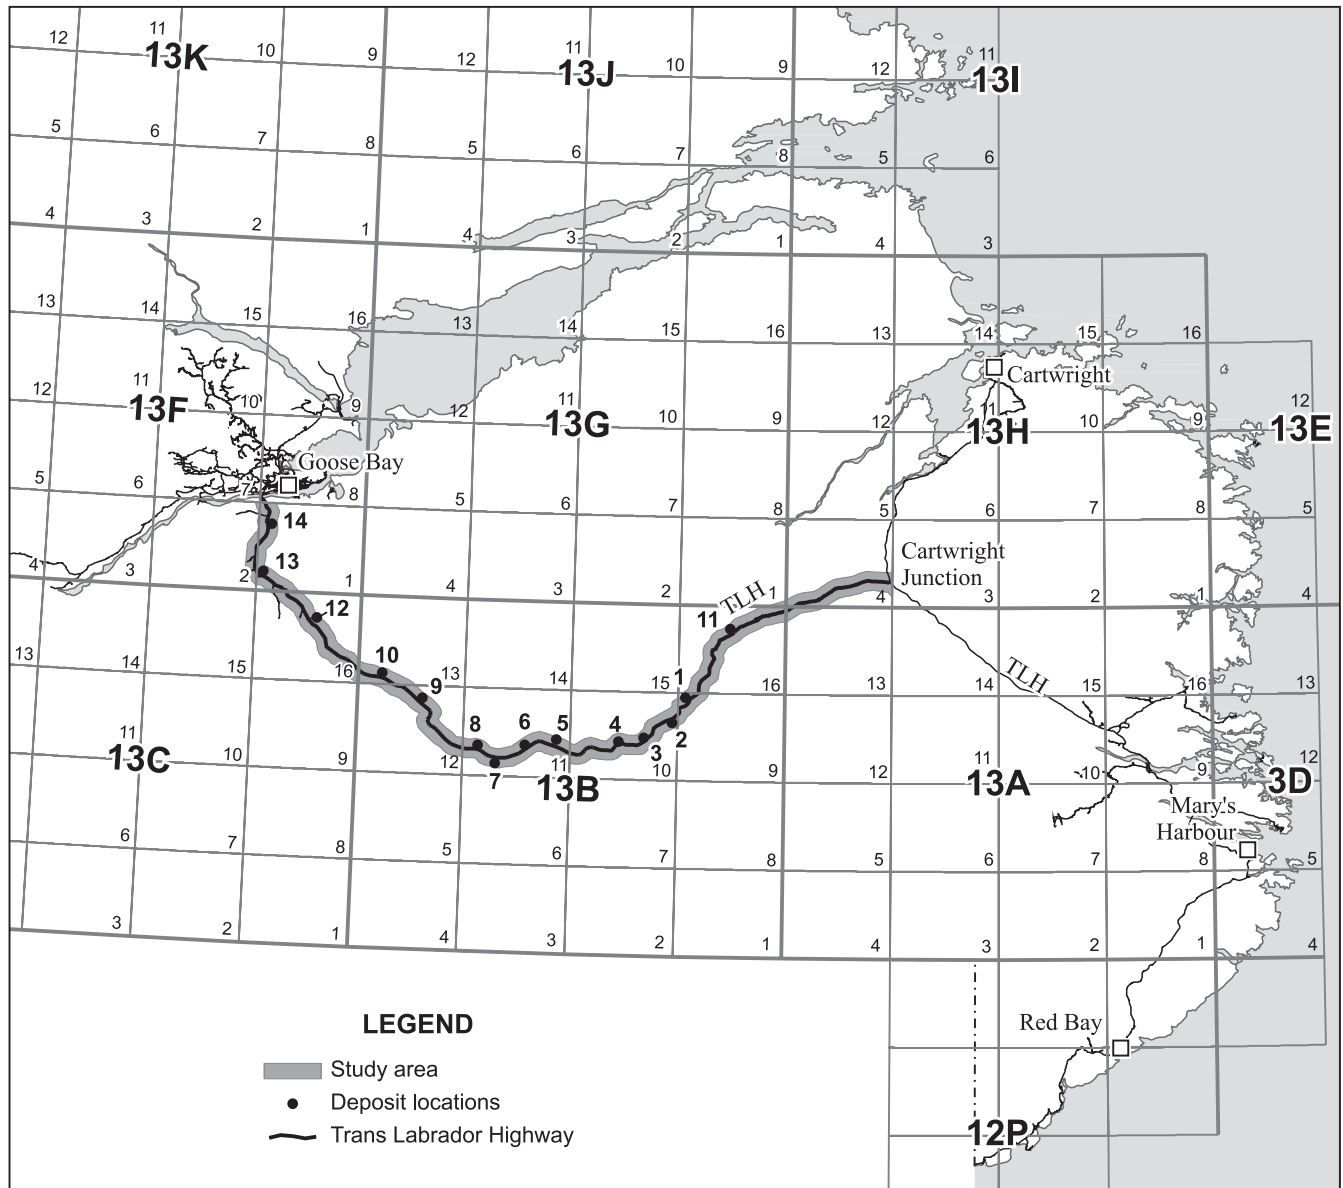 12 11 10 9 12 11 10 9 12 11
13K 13J 13I
5 6 7 8 5 6 7 8 5 6
4 3 2 1 4 3 2 1 4 3
13 14 15 16 13 14 15 16 13 14 15 16
Cartwright
12 11 10 9 12 11 10 9 12 11 10 9 12
13F 13G 13H 13E
Goose Bay
5 6 7 8 5 6 7 8 5 6 7 8 5
14
Cartwright
Junction
13
4 3 2 1 4 3 2 1 4 3 2 1 4
TLH
12
11
TLH
13 14 15 16 13 14 15 16 13 14 15 16 13
10
9
1
8 6 5 4 3 2
7
12 11 10 9 12 11 10 9 12
11 10 9
13C 13B 13A 3D
Mary's
Harbour
6 7 8 5 6 7 8 5 6 7 8 5
3 2 1 4 3 2 1 4 3 2 1 4
Red Bay
12P
LEGEND
Study area
Deposit locations
Trans Labrador Highway